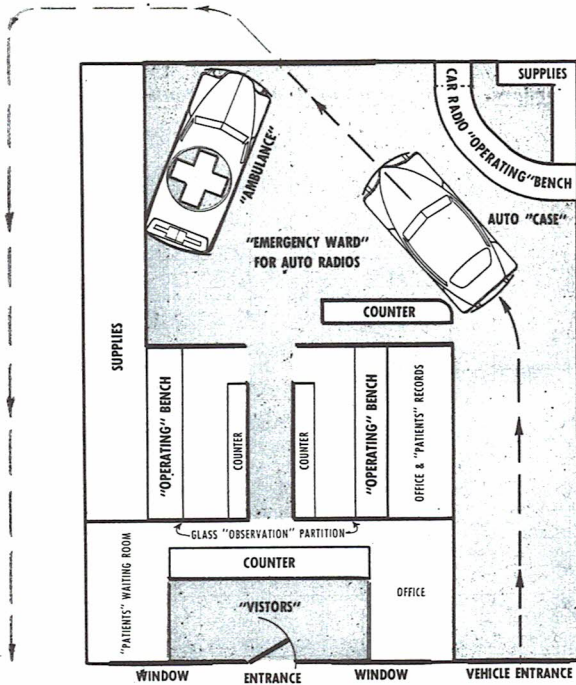 SUPPLIES
CAR RADIO "OPERATING" BENCH
"AMBULANCE"
AUTO "CASE"
"EMERGENCY WARD"
FOR AUTO RADIOS
COUNTER
SUPPLIES
"OPERATING" BENCH
COUNTER
COUNTER
"OPERATING" BENCH
OFFICE & "PATIENTS" RECORDS
GLASS "OBSERVATION" PARTITION
"PATIENTS" WAITING ROOM
COUNTER
OFFICE
"VISTORS"
WINDOW
ENTRANCE
WINDOW
VEHICLE ENTRANCE